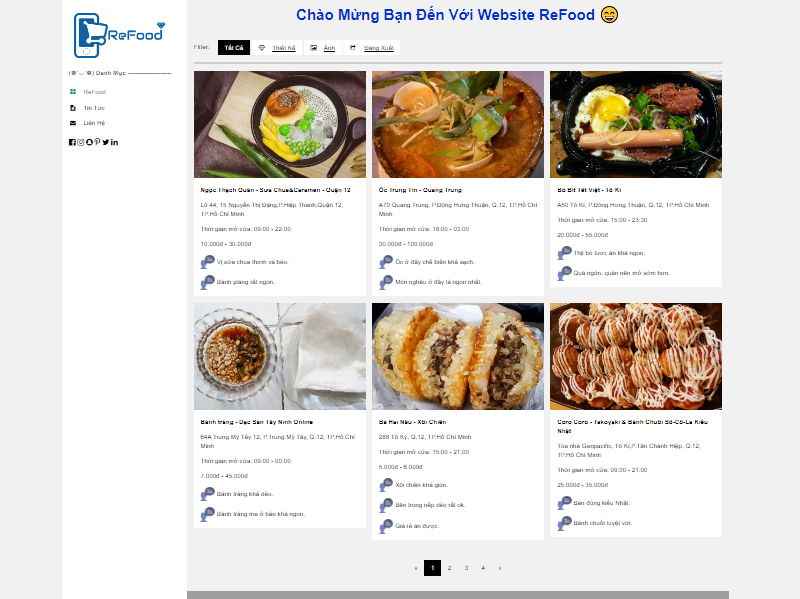 ReFood
(❁´◡`❁) Danh Mục --------------------
ReFood
Tin Tức
Liên Hệ
Chào Mừng Bạn Đến Với Website ReFood 😄
Filter: Tất Cả Thiết Kế Ảnh Đăng Xuất
Ngọc Thạch Quán - Sữa Chua&Caramen - Quận 12
Lô 44, 15 Nguyễn Thị Đặng,P.Hiệp Thành,Quận 12, TP.Hồ Chí Minh
Thời gian mở cửa: 09:00 - 22:00
10.000đ - 30.000đ
Vị sữa chua thơm và béo.
Bánh plăng rất ngon.
Ốc Trung Tín - Quang Trung
A70 Quang Trung, P.Đông Hưng Thuận, Q.12, TP.Hồ Chí Minh
Thời gian mở cửa: 18:00 - 03:00
30.000đ - 100.000đ
Ốc ở đây chế biến khá sạch.
Món nghêu ở đây là ngon nhất.
Bò Bít Tết Việt - Tô Kí
A50 Tô Kí, P.Đông Hưng Thuận, Q.12, TP.Hồ Chí Minh
Thời gian mở cửa: 15:00 - 23:30
20.000đ - 55.000đ
Thịt bò tươi, ăn khá ngon.
Quá ngon, quán nên mở sớm hơn.
Bánh tráng - Đặc Sản Tây Ninh Online
64A Trung Mỹ Tây 12, P.Trung Mỹ Tây, Q.12, TP.Hồ Chí Minh
Thời gian mở cửa: 09:00 - 00:00
7.000đ - 45.000đ
Bánh tráng khá dẻo.
Bánh tráng me ở bán khá ngon.
Bà Hai Nấu - Xôi Chiên
288 Tô Ký, Q.12, TP.Hồ Chí Minh
Thời gian mở cửa: 15:00 - 21:00
5.000đ - 6.000đ
Xôi chiên khá giòn.
Bên trong nếp dẻo rất ok.
Giá rẻ ăn được.
Coro Coro - Takoyaki & Bánh Chuối Sô-Cô-La Kiểu Nhật
Tòa nhà Genpacific, Tô Kí,P.Tân Chánh Hiệp, Q.12, TP.Hồ Chí Minh
Thời gian mở cửa: 09:00 - 21:00
25.000đ - 35.000đ
Bán đúng kiểu Nhật.
Bánh chuối tuyệt vời.
« 1 2 3 4 »